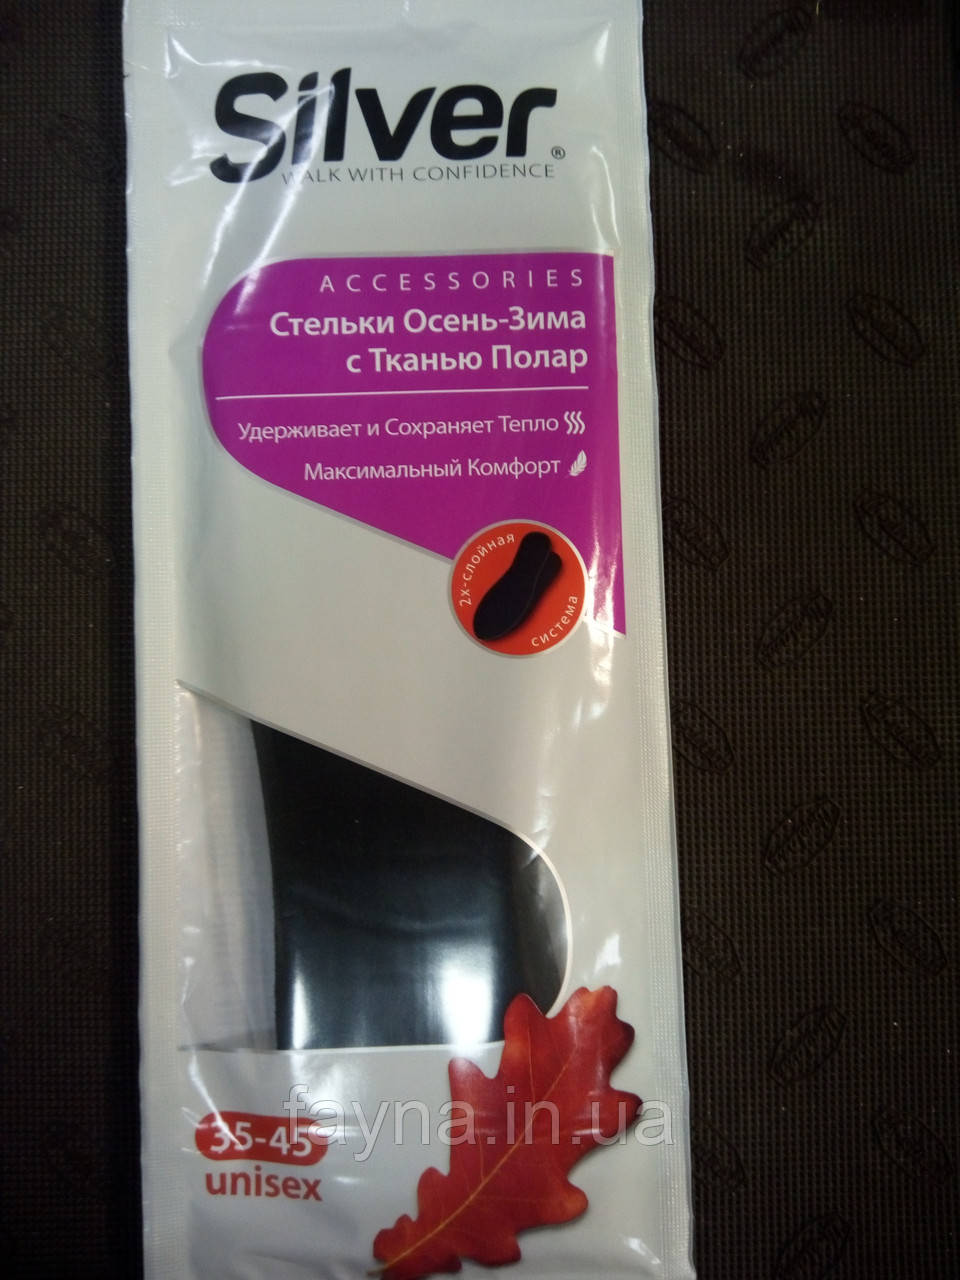 Silver®
WALK WITH CONFIDENCE
ACCESSORIES
Стельки Осень-Зима
с Тканью Полар
Удерживает и Сохраняет Тепло
Максимальный Комфорт
2х-слойная
система
fayna.in.ua
35-45
unisex